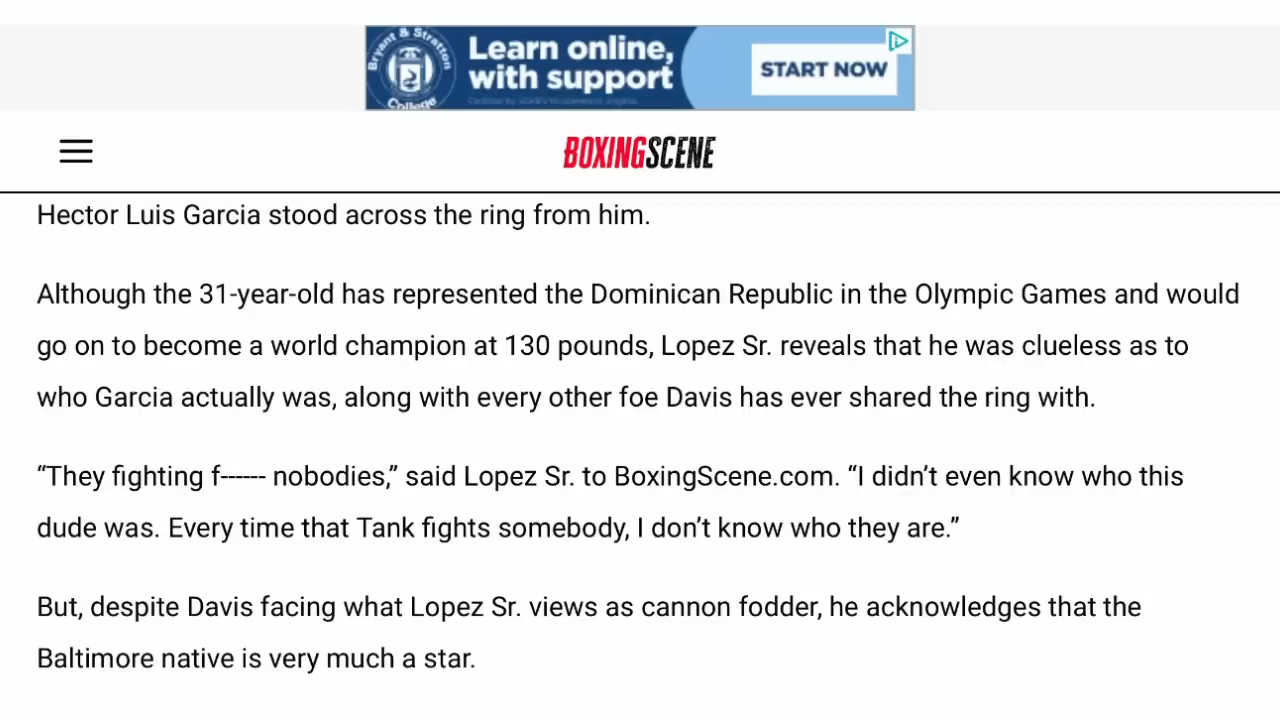 Bryant & Stratton
College
Learn online,
with support
START NOW
BOXINGSCENE
Hector Luis Garcia stood across the ring from him.
Although the 31-year-old has represented the Dominican Republic in the Olympic Games and would
go on to become a world champion at 130 pounds, Lopez Sr. reveals that he was clueless as to
who Garcia actually was, along with every other foe Davis has ever shared the ring with.
“They fighting f------ nobodies,” said Lopez Sr. to BoxingScene.com. “I didn’t even know who this
dude was. Every time that Tank fights somebody, I don’t know who they are.”
But, despite Davis facing what Lopez Sr. views as cannon fodder, he acknowledges that the
Baltimore native is very much a star.